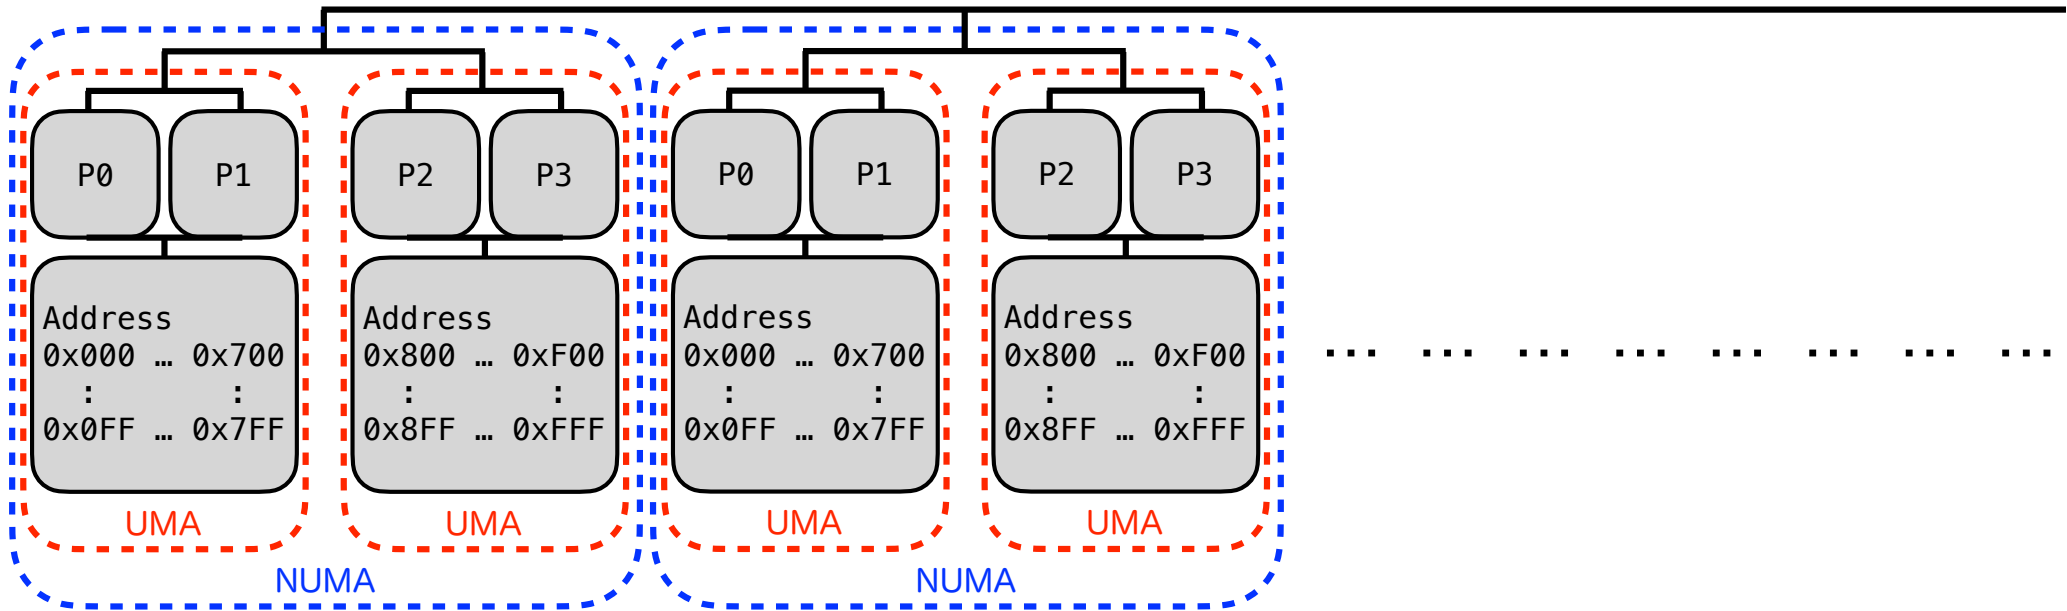 P0 P1 P2 P3 P0 P1 P2 P3
Address
0x000 … 0x700
: :
0x0FF … 0x7FF
Address
0x800 … 0xF00
: :
0x8FF … 0xFFF
Address
0x000 … 0x700
: :
0x0FF … 0x7FF
Address
0x800 … 0xF00
: :
0x8FF … 0xFFF
… … … … … … … …
UMA UMA UMA UMA
NUMA NUMA